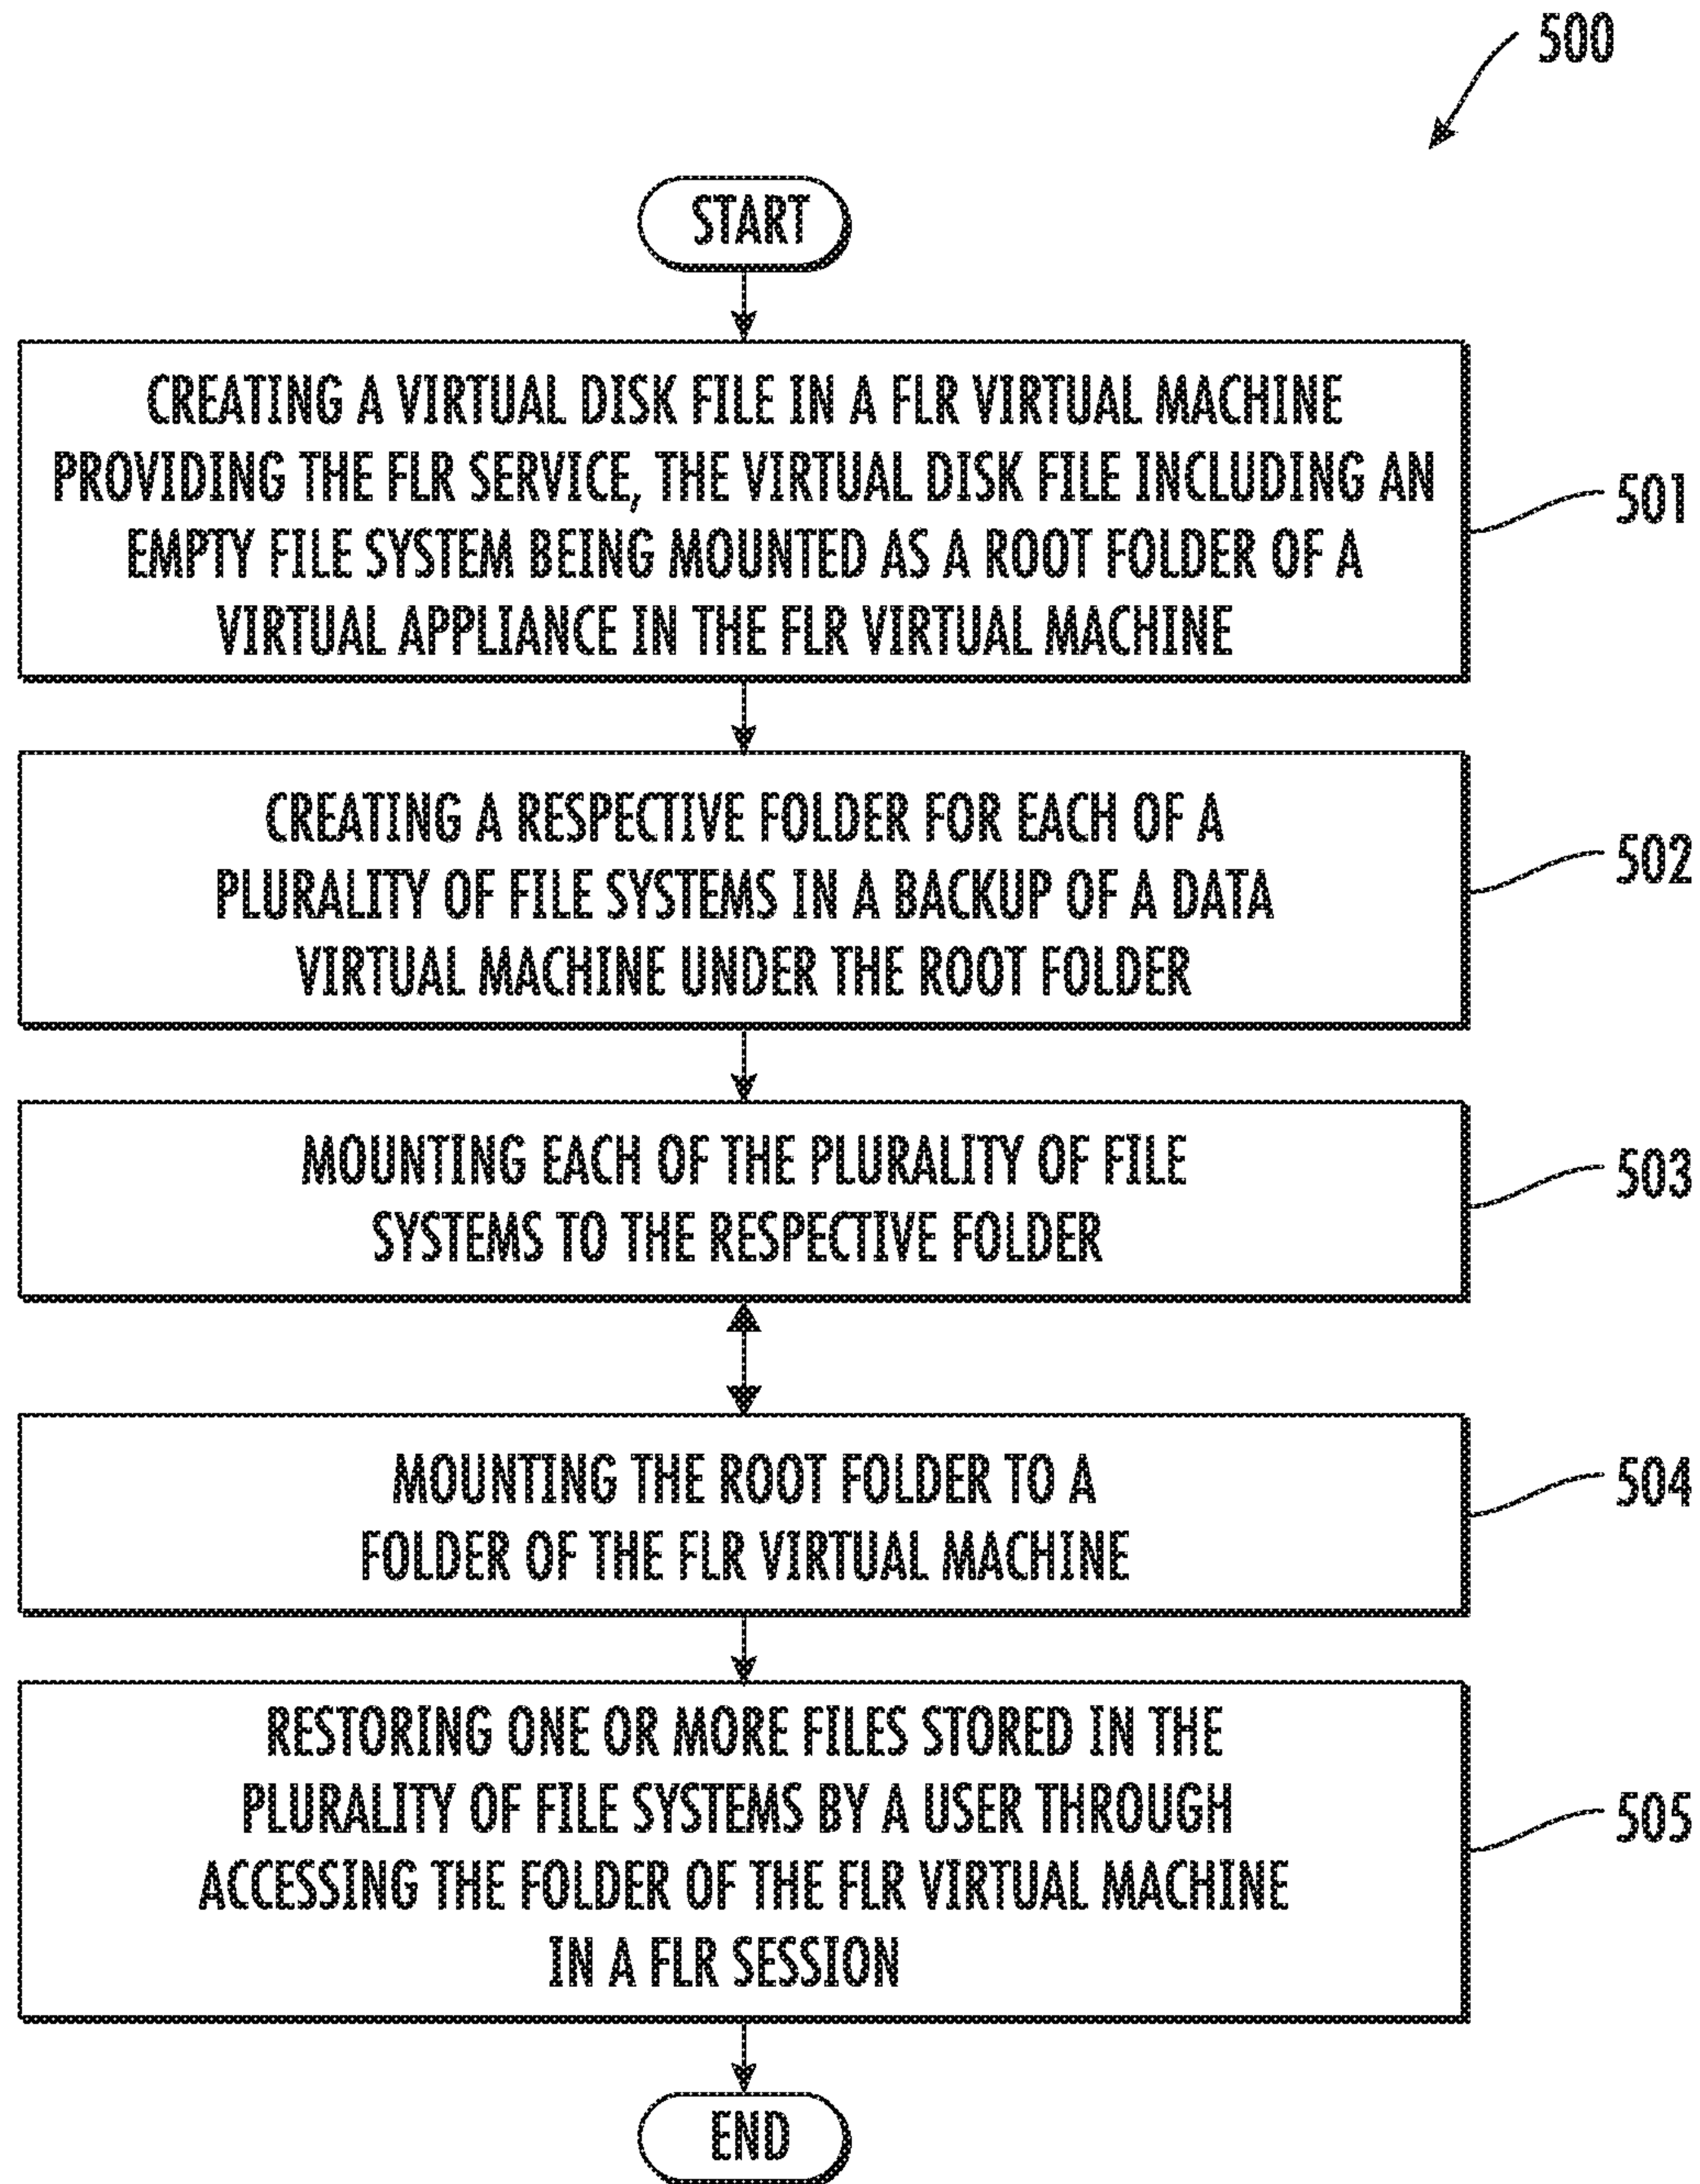 500
START
CREATING A VIRTUAL DISK FILE IN A FLR VIRTUAL MACHINE
PROVIDING THE FLR SERVICE, THE VIRTUAL DISK FILE INCLUDING AN
EMPTY FILE SYSTEM BEING MOUNTED AS A ROOT FOLDER OF A
VIRTUAL APPLIANCE IN THE FLR VIRTUAL MACHINE
501
CREATING A RESPECTIVE FOLDER FOR EACH OF A
PLURALITY OF FILE SYSTEMS IN A BACKUP OF A DATA
VIRTUAL MACHINE UNDER THE ROOT FOLDER
502
MOUNTING EACH OF THE PLURALITY OF FILE
SYSTEMS TO THE RESPECTIVE FOLDER
503
MOUNTING THE ROOT FOLDER TO A
FOLDER OF THE FLR VIRTUAL MACHINE
504
RESTORING ONE OR MORE FILES STORED IN THE
PLURALITY OF FILE SYSTEMS BY A USER THROUGH
ACCESSING THE FOLDER OF THE FLR VIRTUAL MACHINE
IN A FLR SESSION
505
END